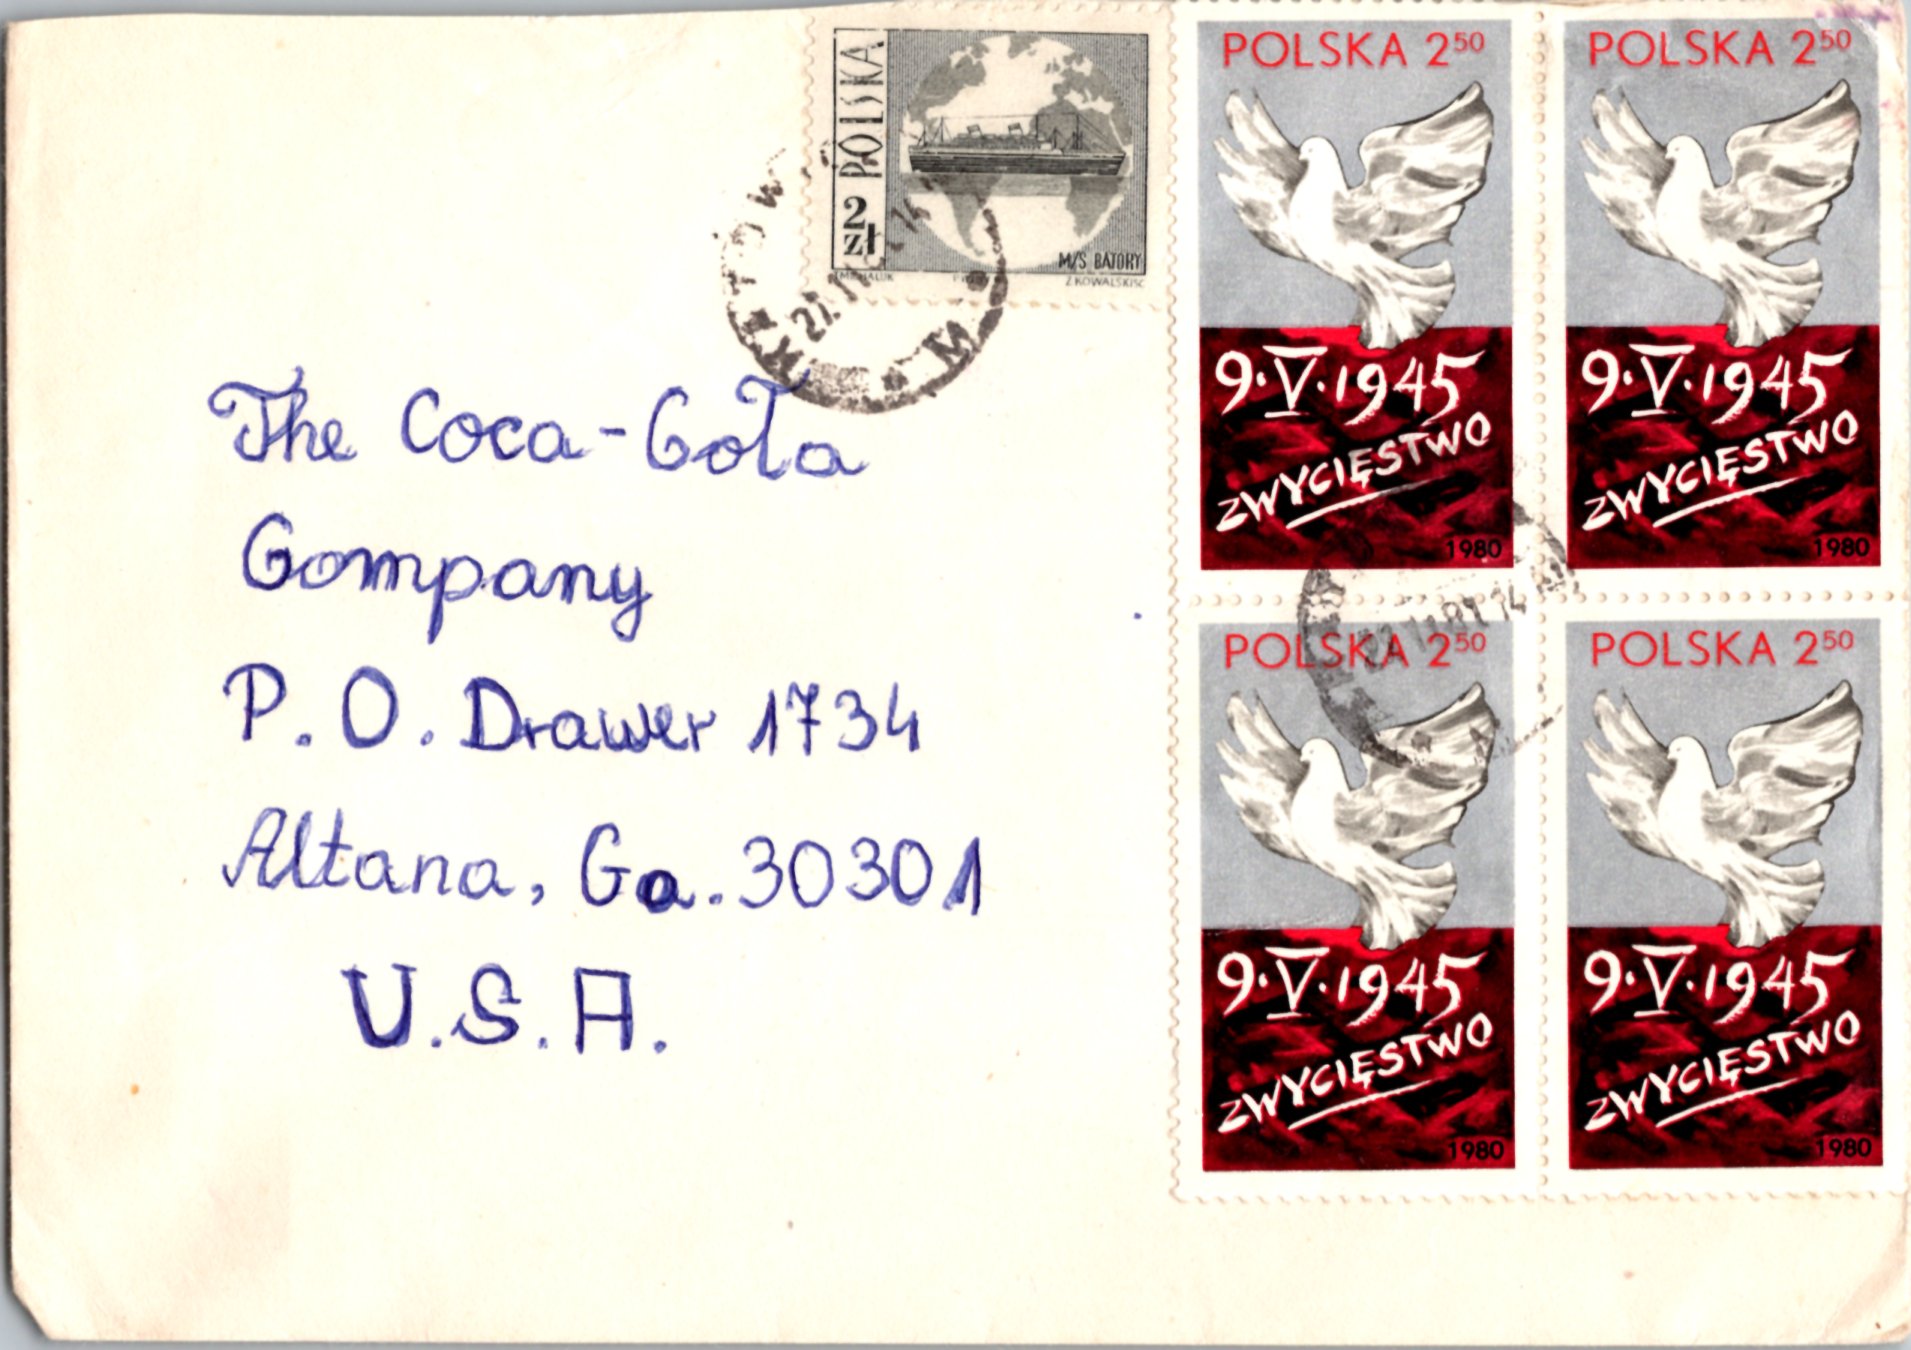 POLSKA
2 zł
M/S BATORY
Z.KOWALSKI SC
The Coca-Cola
Company
P. O. Drawer 1734
Altana, Ga. 30301
U.S.A.
POLSKA 2 50
9·V·1945
ZWYCIĘSTWO
1980
POLSKA 2 50
9·V·1945
ZWYCIĘSTWO
1980
POLSKA 2 50
9·V·1945
ZWYCIĘSTWO
1980
POLSKA 2 50
9·V·1945
ZWYCIĘSTWO
1980